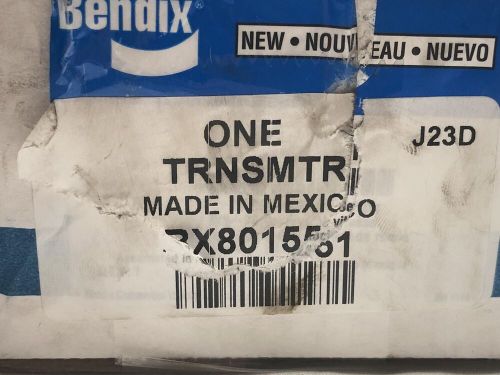 Bendix
NEW • NOUVEAU • NUEVO
ONE
J23D
TRNSMTR
MADE IN MEXICO